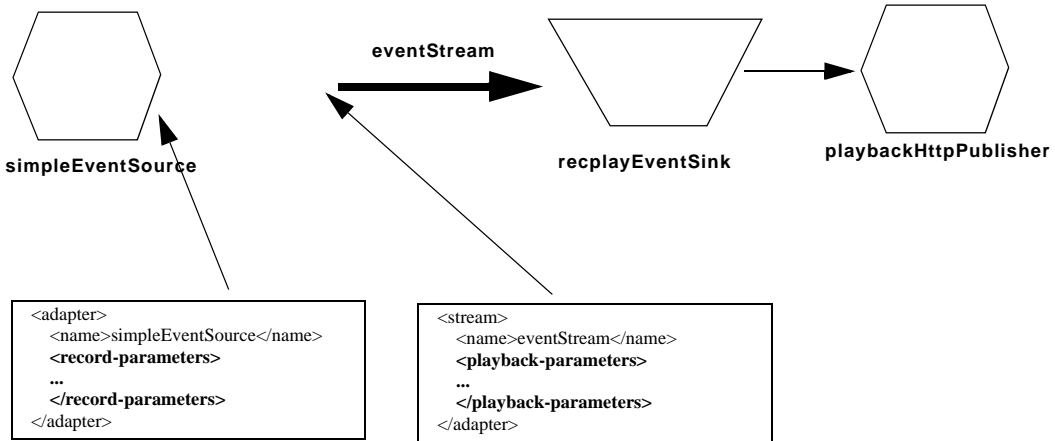 eventStream
simpleEventSource
recplayEventSink
playbackHttpPublisher
<adapter>
<name>simpleEventSource</name>
<record-parameters>
...
</record-parameters>
</adapter>
<stream>
<name>eventStream</name>
<playback-parameters>
...
</playback-parameters>
</adapter>